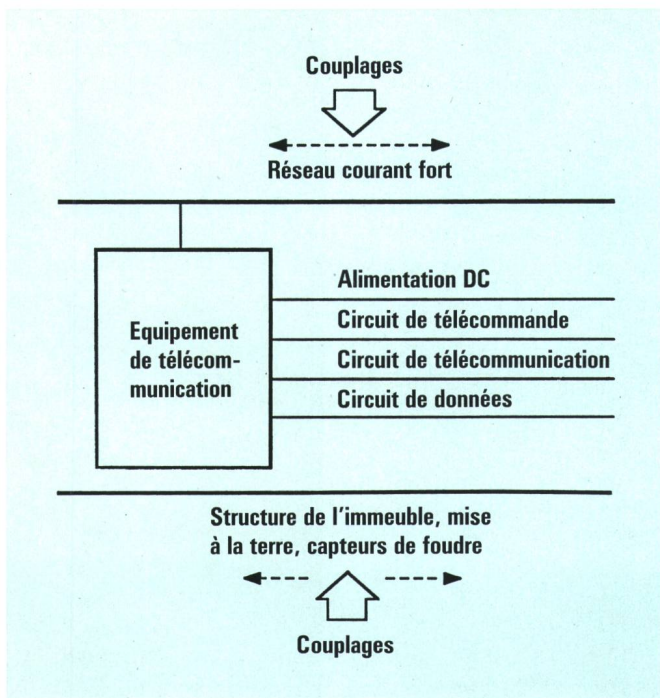 Couplages
Réseau courant fort
Alimentation DC
Circuit de télécommande
Equipement
de télécom-
munication
Circuit de télécommunication
Circuit de données
Structure de l'immeuble, mise
à la terre, capteurs de foudre
Couplages